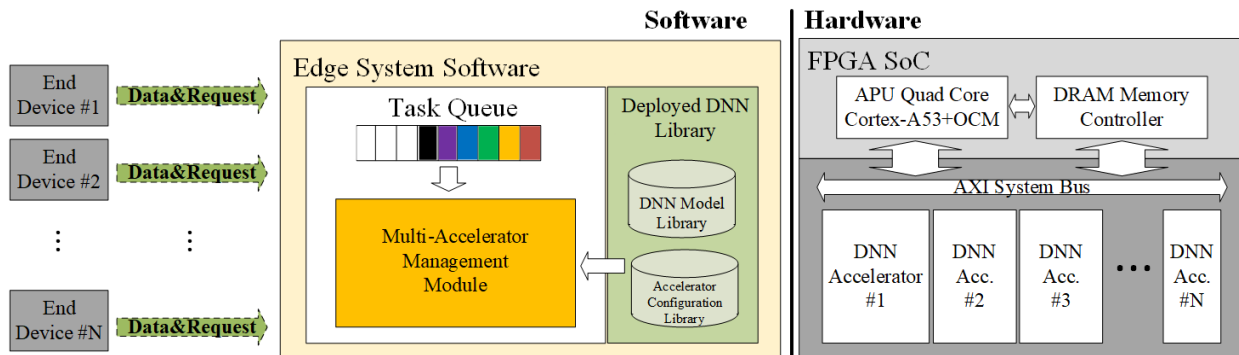 Software
Hardware
End
Device #1
Data&Request
End
Device #2
Data&Request
⋮
⋮
End
Device #N
Data&Request
Edge System Software
Task Queue
Multi-Accelerator
Management
Module
Deployed DNN
Library
DNN Model
Library
Accelerator
Configuration
Library
FPGA SoC
APU Quad Core
Cortex-A53+OCM
DRAM Memory
Controller
AXI System Bus
DNN
Accelerator
#1
DNN
Acc.
#2
DNN
Acc.
#3
...
DNN
Acc.
#N